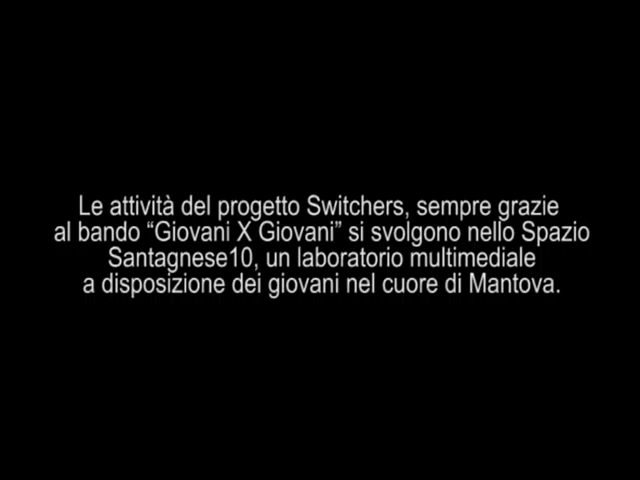 Le attività del progetto Switchers, sempre grazie
al bando “Giovani X Giovani” si svolgono nello Spazio
Santagnese10, un laboratorio multimediale
a disposizione dei giovani nel cuore di Mantova.